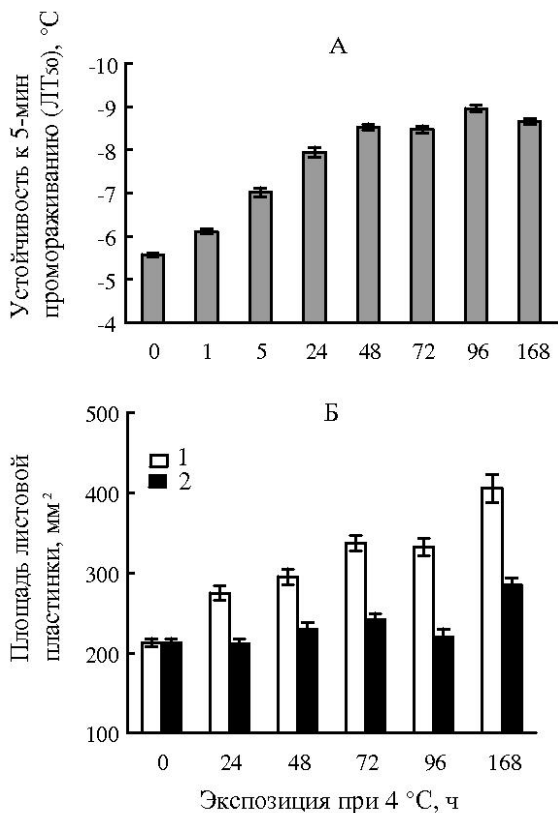 А
Устойчивость к 5-мин
промораживанию (ЛТ50), °С
-10
-9
-8
-7
-6
-5
-4
0 1 5 24 48 72 96 168
Б
Площадь листовой
пластинки, мм²
500
400
300
200
100
1
2
0 24 48 72 96 168
Экспозиция при 4 °С, ч